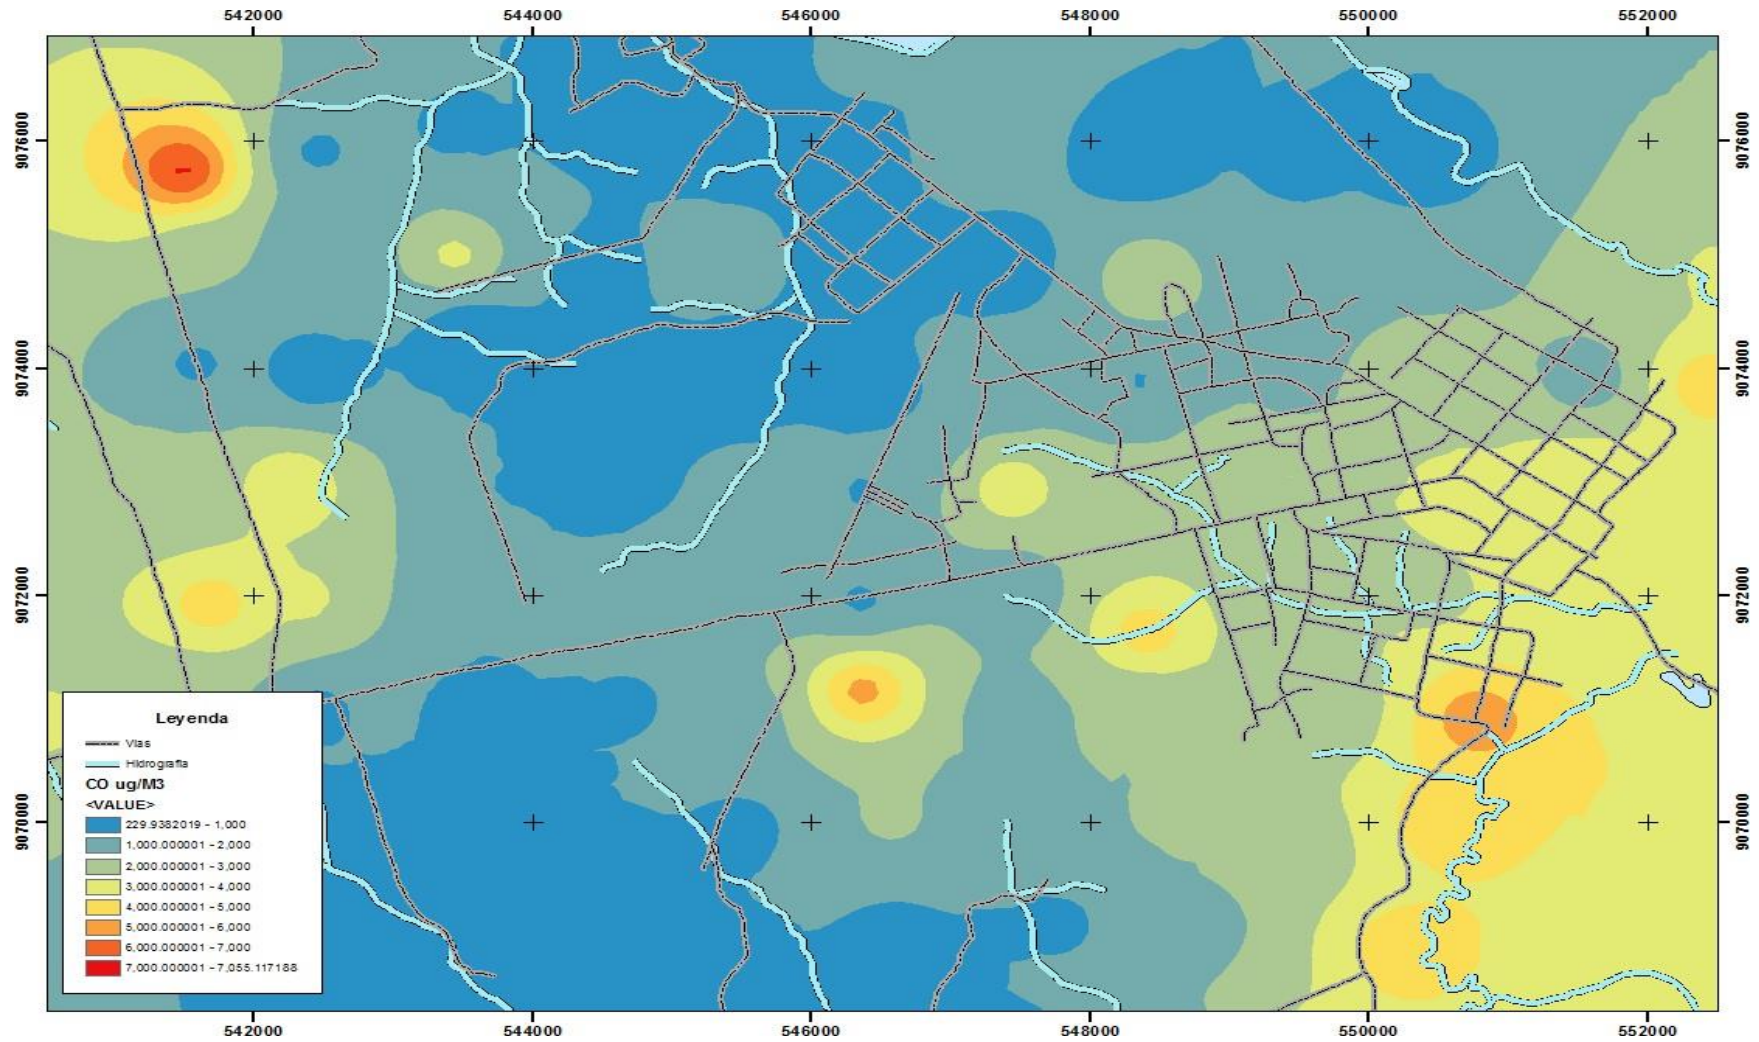 542000 544000 546000 548000 550000 552000
9076000 9076000
9074000 9074000
9072000 9072000
9070000 9070000
Leyenda
Vias
Hidrografia
CO ug/M3
<VALUE>
229.9382019 - 1,000
1,000.000001 - 2,000
2,000.000001 - 3,000
3,000.000001 - 4,000
4,000.000001 - 5,000
5,000.000001 - 6,000
6,000.000001 - 7,000
7,000.000001 - 7,055.117188
542000 544000 546000 548000 550000 552000